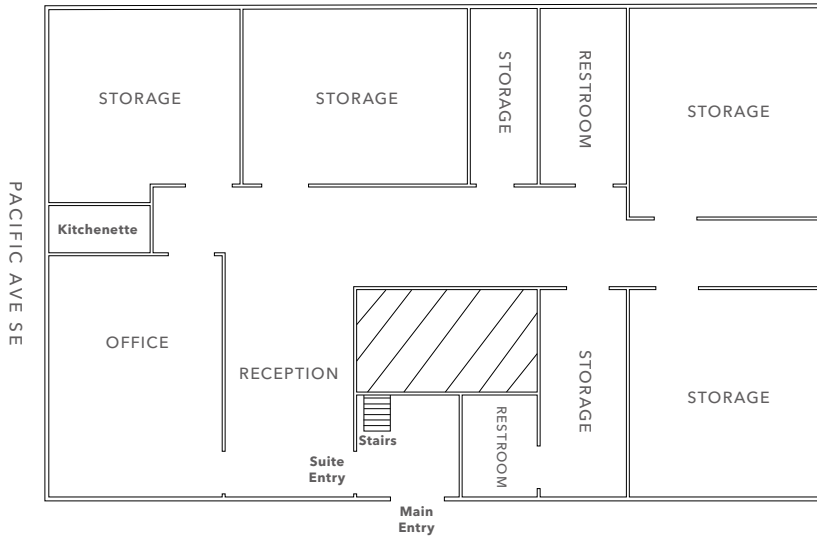 STORAGE
STORAGE
STORAGE
RESTROOM
STORAGE
PACIFIC AVE SE
Kitchenette
OFFICE
RECEPTION
STORAGE
STORAGE
RESTROOM
Stairs
Suite
Entry
Main
Entry